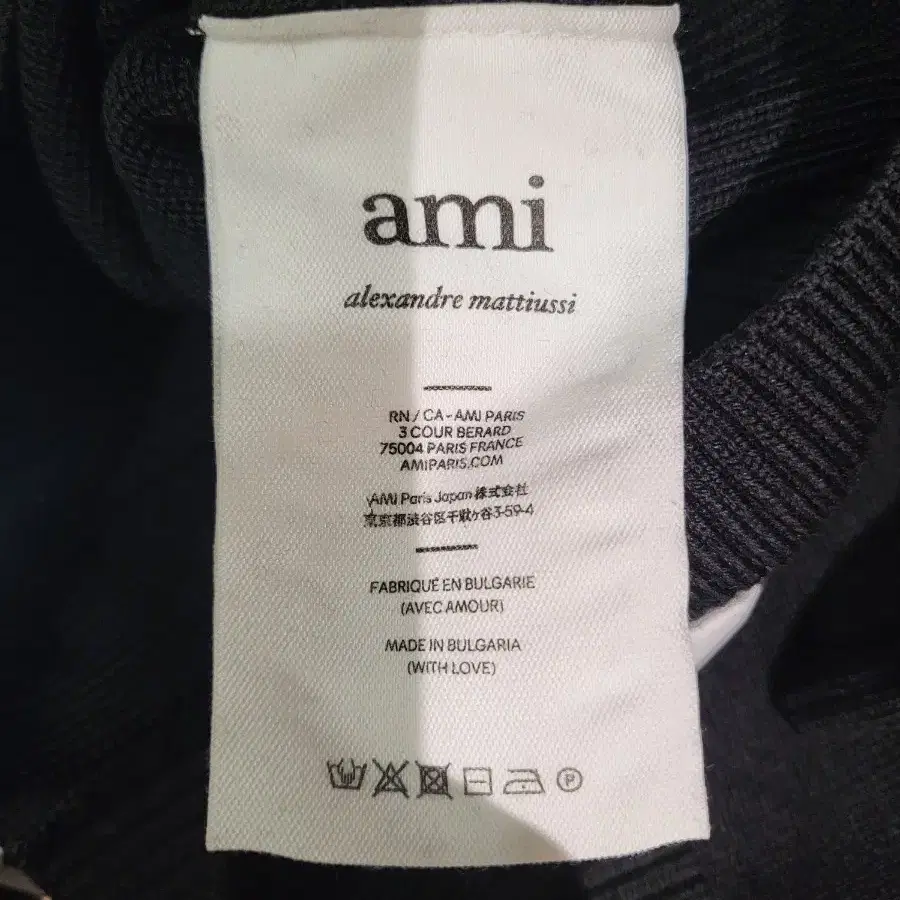 ami
alexandre mattiussi
RN / CA - AMI PARIS
3 COUR BERARD
75004 PARIS FRANCE
AMIPARIS.COM
AMI Paris Japan 株式会社
東京都渋谷区千駄ヶ谷3-59-4
FABRIQUÉ EN BULGARIE
(AVEC AMOUR)
MADE IN BULGARIA
(WITH LOVE)
P